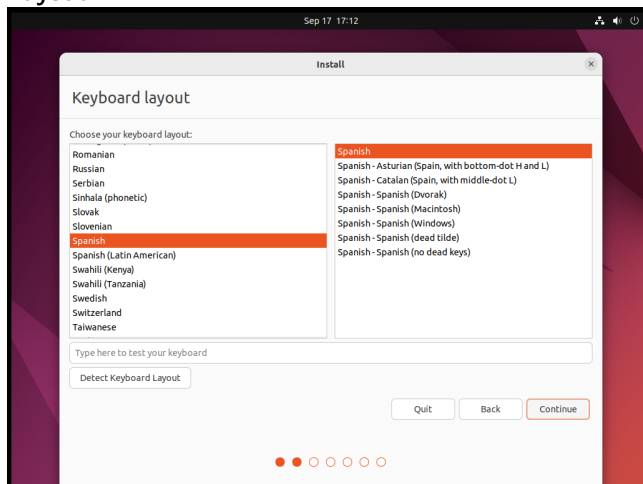 Sep 17 17:12
Install
Keyboard layout
Choose your keyboard layout:
Romanian
Russian
Serbian
Sinhala (phonetic)
Slovak
Slovenian
Spanish
Spanish (Latin American)
Swahili (Kenya)
Swahili (Tanzania)
Swedish
Switzerland
Taiwanese
Spanish
Spanish - Asturian (Spain, with bottom-dot H and L)
Spanish - Catalan (Spain, with middle-dot L)
Spanish - Spanish (Dvorak)
Spanish - Spanish (Macintosh)
Spanish - Spanish (Windows)
Spanish - Spanish (dead tilde)
Spanish - Spanish (no dead keys)
Type here to test your keyboard
Detect Keyboard Layout
Quit
Back
Continue